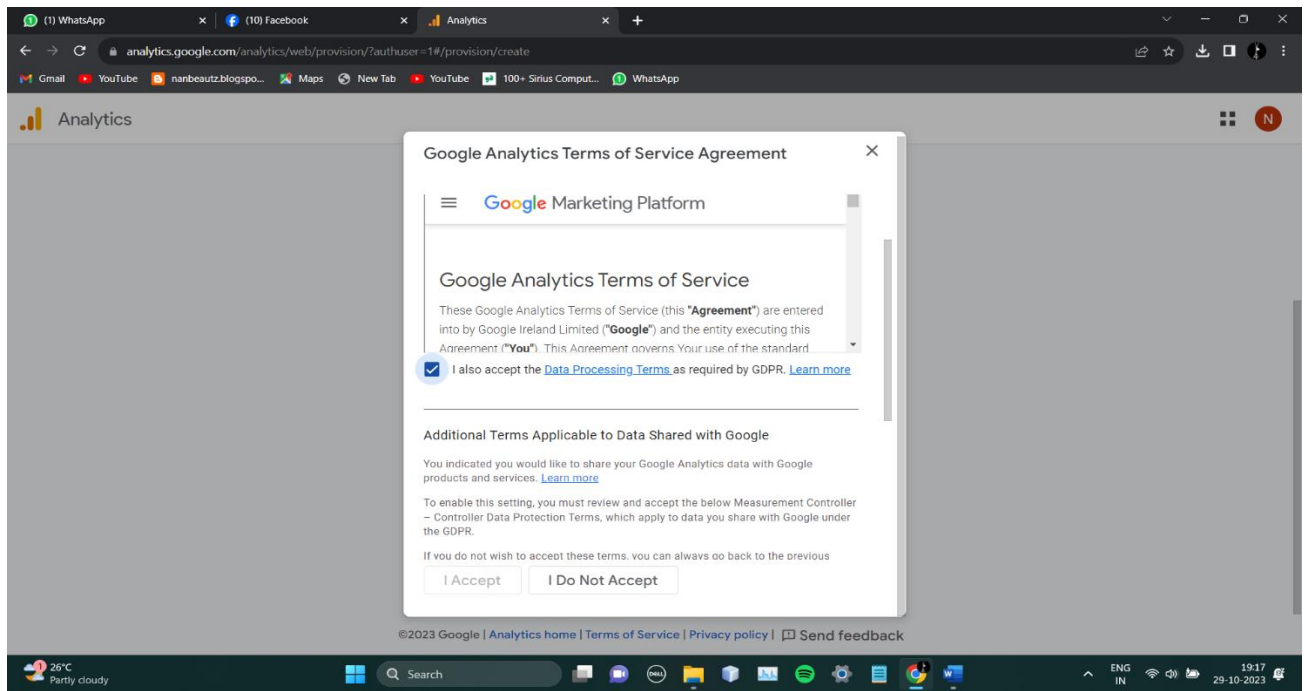 (1) WhatsApp
(10) Facebook
Analytics
analytics.google.com/analytics/web/provision/?authuser=1#/provision/create
Gmail
YouTube
nanbeautz.blogspo...
Maps
New Tab
YouTube
100+ Sirius Comput...
WhatsApp
Analytics
N
Google Analytics Terms of Service Agreement
Google Marketing Platform
Google Analytics Terms of Service
These Google Analytics Terms of Service (this "Agreement") are entered
into by Google Ireland Limited ("Google") and the entity executing this
Agreement ("You"). This Agreement governs Your use of the standard
I also accept the Data Processing Terms as required by GDPR. Learn more
Additional Terms Applicable to Data Shared with Google
You indicated you would like to share your Google Analytics data with Google
products and services. Learn more
To enable this setting, you must review and accept the below Measurement Controller
– Controller Data Protection Terms, which apply to data you share with Google under
the GDPR.
If you do not wish to accept these terms, you can always go back to the previous
I Accept
I Do Not Accept
©2023 Google | Analytics home | Terms of Service | Privacy policy | Send feedback
1
26°C
Partly cloudy
Search
DELL
ENG
IN
19:17
29-10-2023